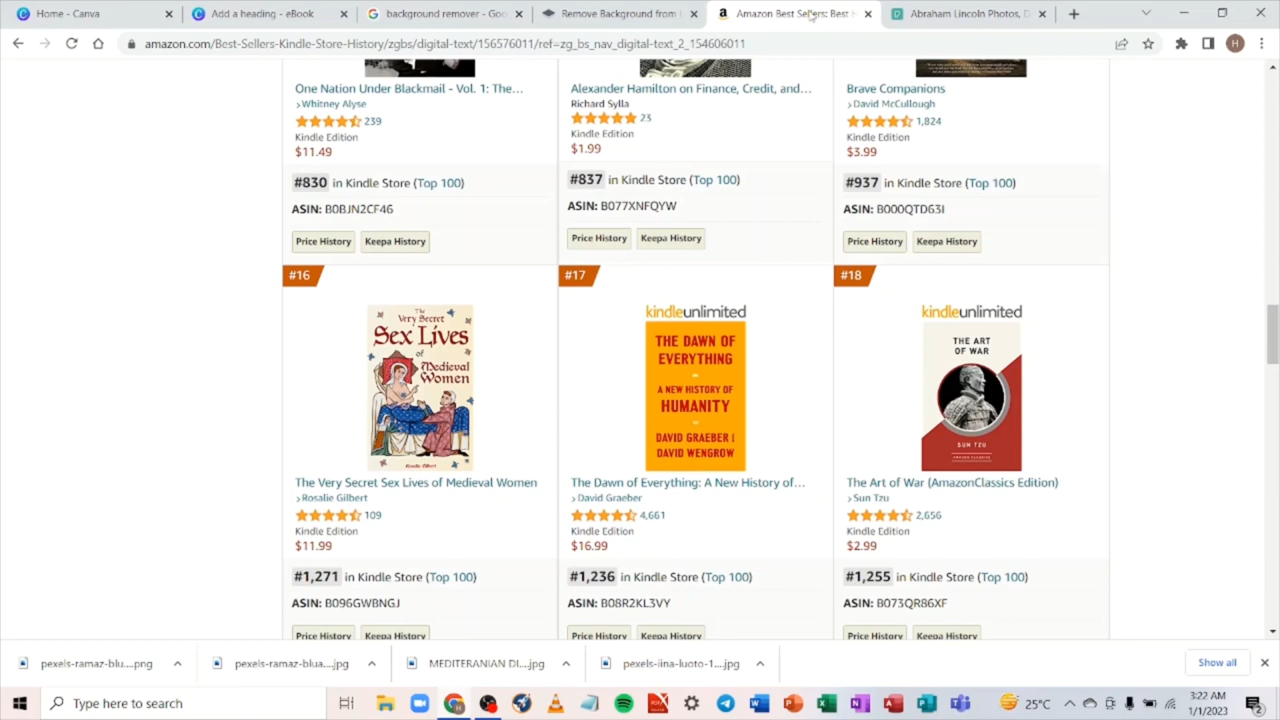 Home - Canva
Add a heading - eBook
background remover - Goo
Remove Background from I
Amazon Best Sellers: Best H
Abraham Lincoln Photos, D
amazon.com/Best-Sellers-Kindle-Store-History/zgbs/digital-text/156576011/ref=zg_bs_nav_digital-text_2_154606011
H
One Nation Under Blackmail - Vol. 1: The...
Whitney Alyse
239
Kindle Edition
$11.49
#830 in Kindle Store (Top 100)
ASIN: B0BJN2CF46
Price History Keepa History
Alexander Hamilton on Finance, Credit, and...
Richard Sylla
23
Kindle Edition
$1.99
#837 in Kindle Store (Top 100)
ASIN: B077XNFQYW
Price History Keepa History
Brave Companions
David McCullough
1,824
Kindle Edition
$3.99
#937 in Kindle Store (Top 100)
ASIN: B000QTD63I
Price History Keepa History
#16
The
Very Secret
Sex Lives
of
Medieval
Women
The Very Secret Sex Lives of Medieval Women
Rosalie Gilbert
109
Kindle Edition
$11.99
#1,271 in Kindle Store (Top 100)
ASIN: B096GWBNGJ
Price History Keepa History
#17
kindleunlimited
THE DAWN OF
EVERYTHING
A NEW HISTORY OF
HUMANITY
DAVID GRAEBER
DAVID WENGROW
The Dawn of Everything: A New History of...
David Graeber
4,661
Kindle Edition
$16.99
#1,236 in Kindle Store (Top 100)
ASIN: B08R2KL3VY
Price History Keepa History
#18
kindleunlimited
THE ART
OF WAR
SUN TZU
The Art of War (AmazonClassics Edition)
Sun Tzu
2,656
Kindle Edition
$2.99
#1,255 in Kindle Store (Top 100)
ASIN: B073QR86XF
Price History Keepa History
pexels-ramaz-blu....png
pexels-ramaz-blua....jpg
MEDITERANIAN DI....jpg
pexels-iina-luoto-1....jpg
Show all
Type here to search
25°C
3:22 AM
1/1/2023